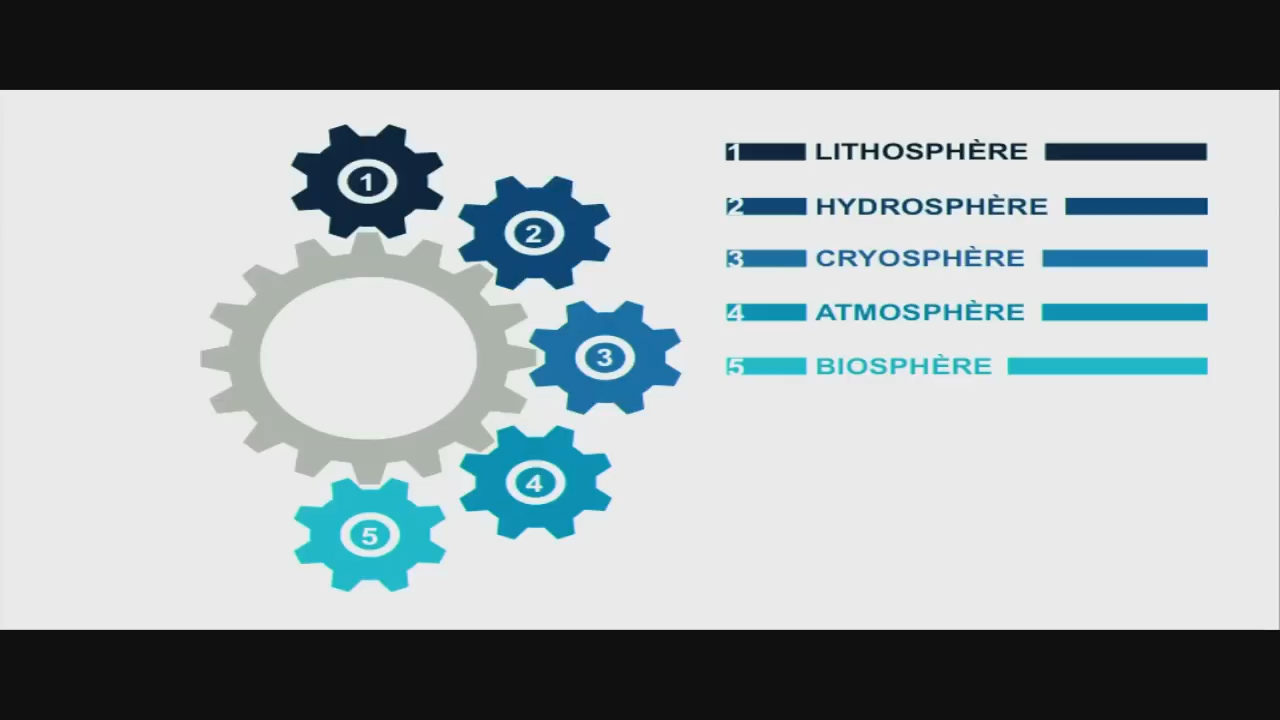 1 LITHOSPHÈRE
2 HYDROSPHÈRE
3 CRYOSPHÈRE
4 ATMOSPHÈRE
5 BIOSPHÈRE
1
2
3
4
5